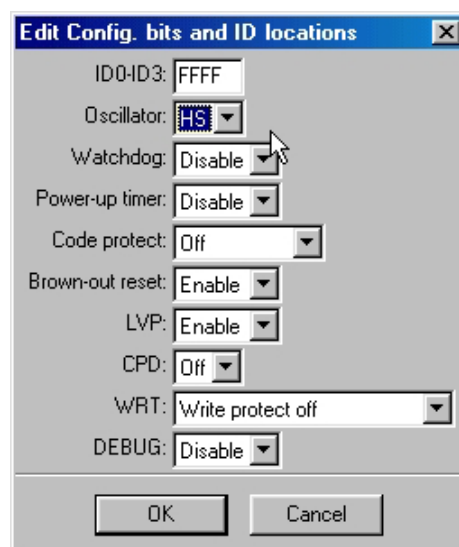 Edit Config. bits and ID locations
ID0-ID3: FFFF
Oscillator: HS
Watchdog: Disable
Power-up timer: Disable
Code protect: Off
Brown-out reset: Enable
LVP: Enable
CPD: Off
WRT: Write protect off
DEBUG: Disable
OK Cancel